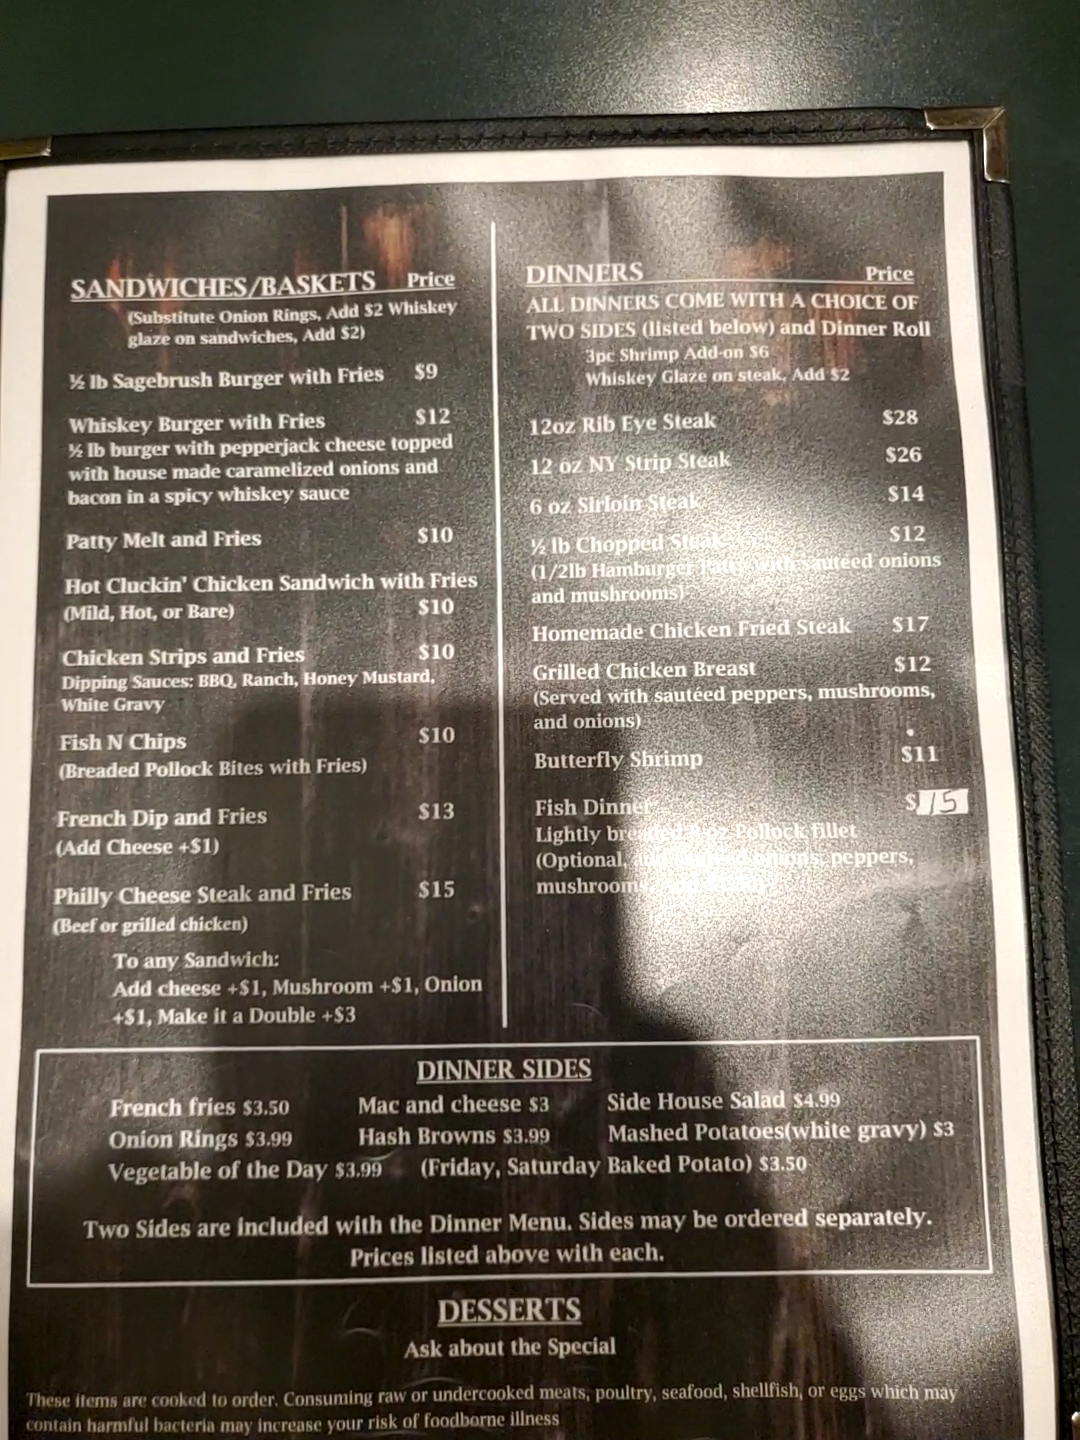 SANDWICHES/BASKETS Price
(Substitute Onion Rings, Add $2 Whiskey
glaze on sandwiches, Add $2)
½ lb Sagebrush Burger with Fries $9
Whiskey Burger with Fries $12
½ lb burger with pepperjack cheese topped
with house made caramelized onions and
bacon in a spicy whiskey sauce
Patty Melt and Fries $10
Hot Cluckin' Chicken Sandwich with Fries
(Mild, Hot, or Bare) $10
Chicken Strips and Fries $10
Dipping Sauces: BBQ, Ranch, Honey Mustard,
White Gravy
Fish N Chips $10
(Breaded Pollock Bites with Fries)
French Dip and Fries $13
(Add Cheese +$1)
Philly Cheese Steak and Fries $15
(Beef or grilled chicken)
To any Sandwich:
Add cheese +$1, Mushroom +$1, Onion
+$1, Make it a Double +$3
DINNERS Price
ALL DINNERS COME WITH A CHOICE OF
TWO SIDES (listed below) and Dinner Roll
3pc Shrimp Add-on $6
Whiskey Glaze on steak, Add $2
12oz Rib Eye Steak $28
12 oz NY Strip Steak $26
6 oz Sirloin Steak $14
½ lb Chopped Steak $12
(1/2lb Hamburger Patty with sauteed onions
and mushrooms)
Homemade Chicken Fried Steak $17
Grilled Chicken Breast $12
(Served with sautéed peppers, mushrooms,
and onions)
Butterfly Shrimp $11
Fish Dinner $15
Lightly breaded oz Pollock fillet
(Optional, onions, peppers,
mushrooms
DINNER SIDES
French fries $3.50 Mac and cheese $3 Side House Salad $4.99
Onion Rings $3.99 Hash Browns $3.99 Mashed Potatoes(white gravy) $3
Vegetable of the Day $3.99 (Friday, Saturday Baked Potato) $3.50
Two Sides are included with the Dinner Menu. Sides may be ordered separately.
Prices listed above with each.
DESSERTS
Ask about the Special
These items are cooked to order. Consuming raw or undercooked meats, poultry, seafood, shellfish, or eggs which may
contain harmful bacteria may increase your risk of foodborne illness